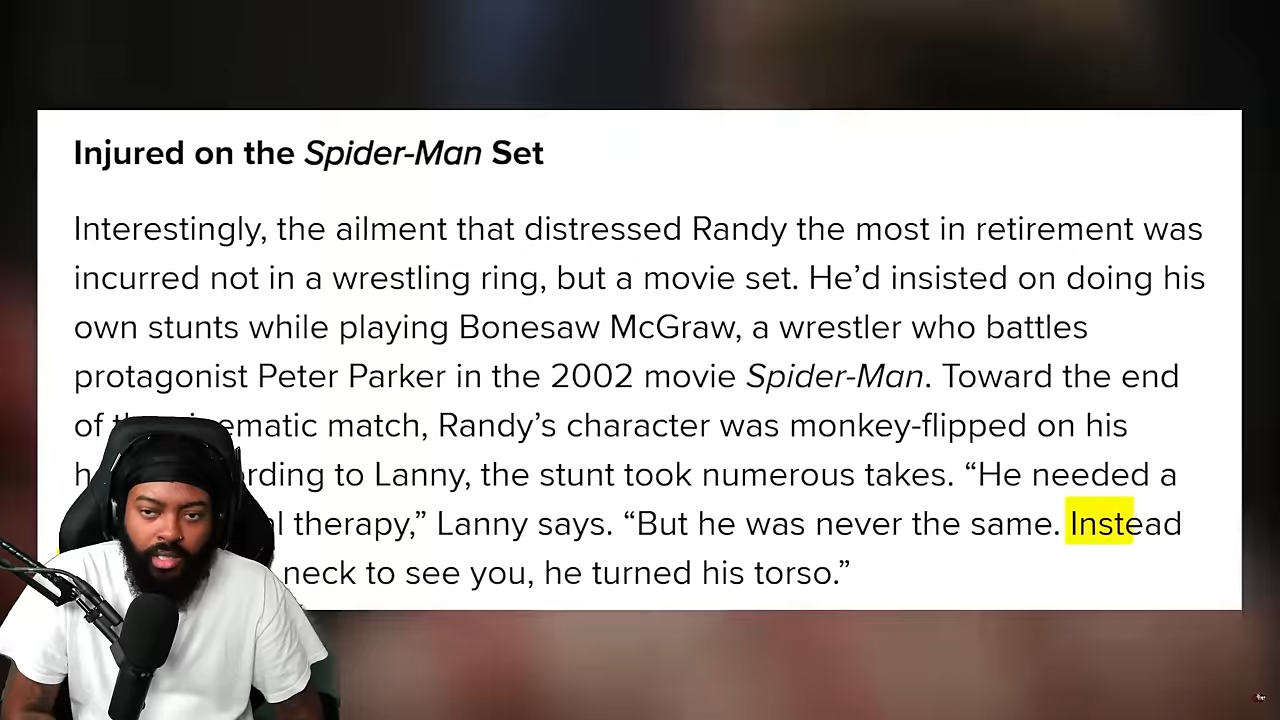 Injured on the Spider-Man Set
Interestingly, the ailment that distressed Randy the most in retirement was
incurred not in a wrestling ring, but a movie set. He’d insisted on doing his
own stunts while playing Bonesaw McGraw, a wrestler who battles
protagonist Peter Parker in the 2002 movie Spider-Man. Toward the end
of match, Randy’s character was monkey-flipped on his
to Lanny, the stunt took numerous takes. “He needed a
therapy,” Lanny says. “But he was never the same. Instead
neck to see you, he turned his torso.”